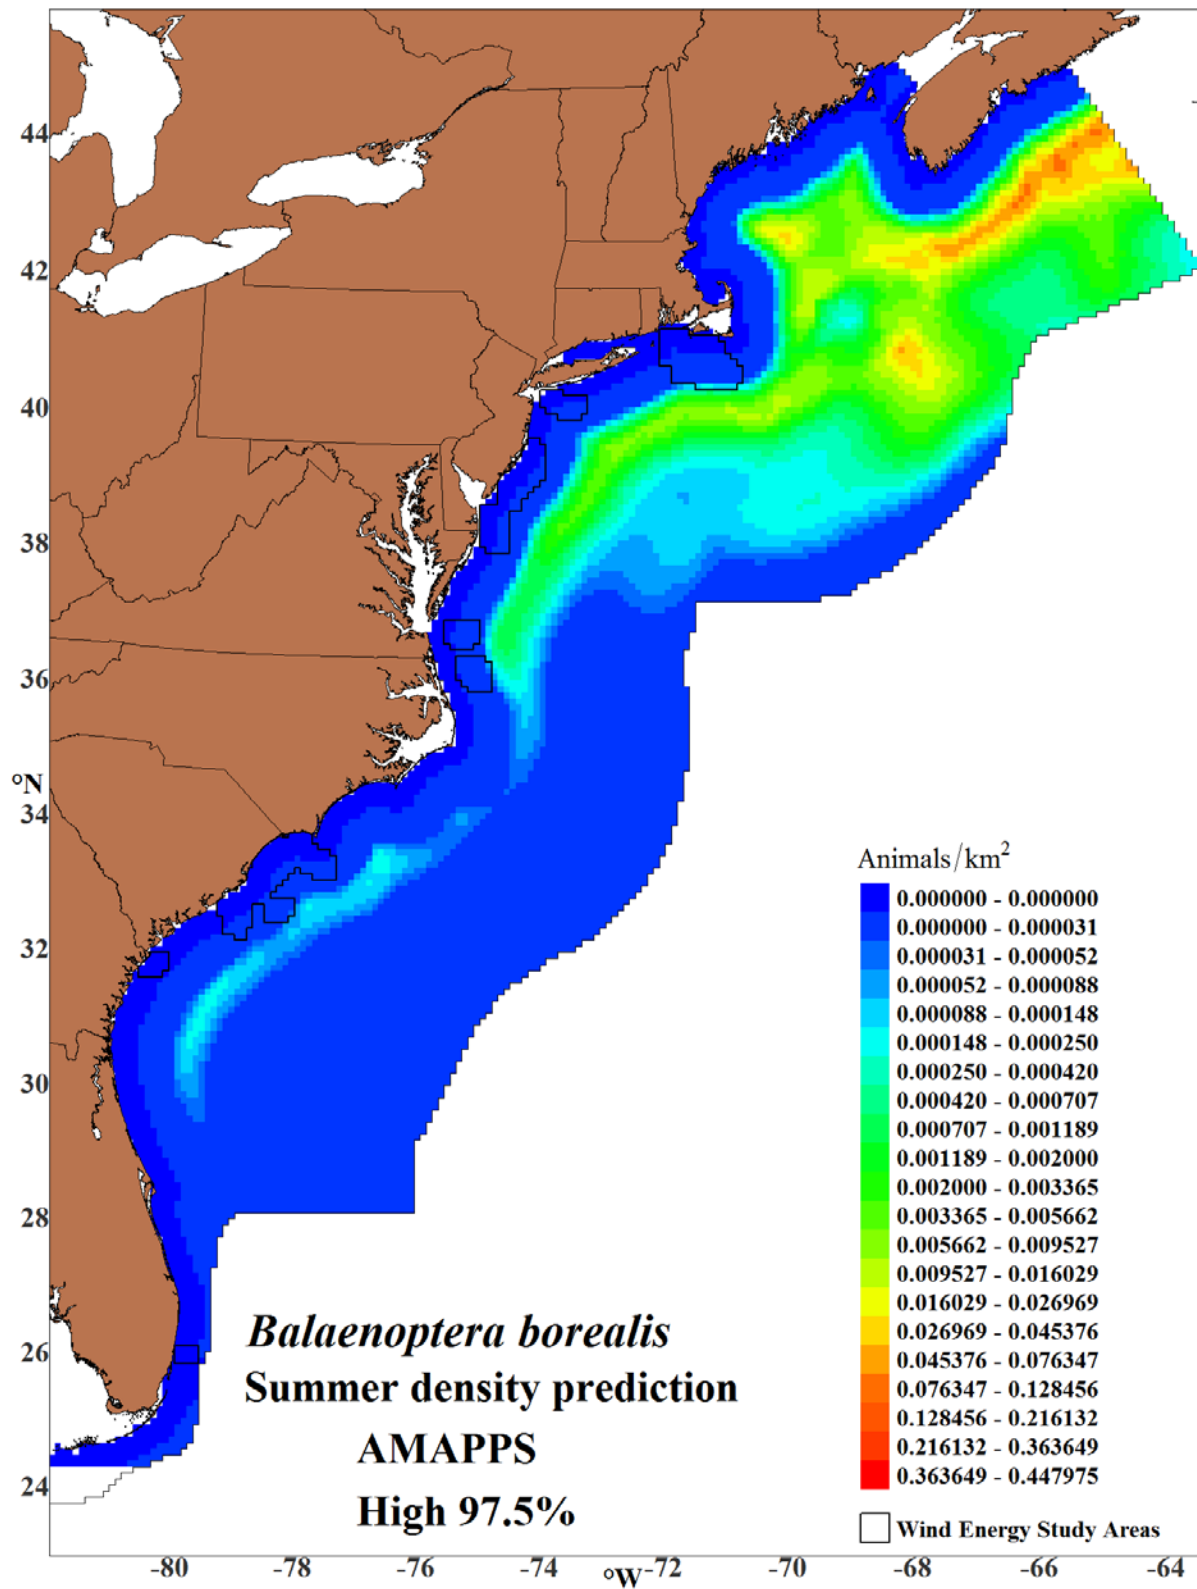 44
42
40
38
36
°N
34
32
30
28
26
24
-80
-78
-76
-74
°W
-72
-70
-68
-66
-64
Balaenoptera borealis
Summer density prediction
AMAPPS
High 97.5%
Animals/km²
0.000000 - 0.000000
0.000000 - 0.000031
0.000031 - 0.000052
0.000052 - 0.000088
0.000088 - 0.000148
0.000148 - 0.000250
0.000250 - 0.000420
0.000420 - 0.000707
0.000707 - 0.001189
0.001189 - 0.002000
0.002000 - 0.003365
0.003365 - 0.005662
0.005662 - 0.009527
0.009527 - 0.016029
0.016029 - 0.026969
0.026969 - 0.045376
0.045376 - 0.076347
0.076347 - 0.128456
0.128456 - 0.216132
0.216132 - 0.363649
0.363649 - 0.447975
Wind Energy Study Areas